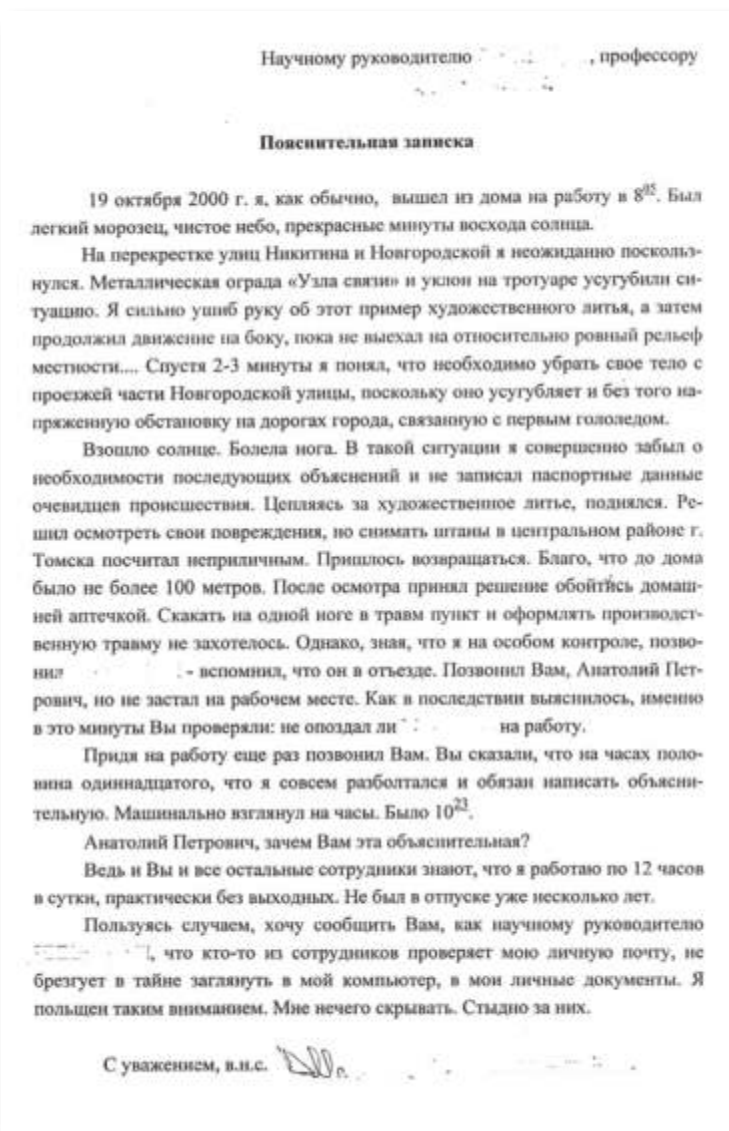 Научному руководителю , профессору
Пояснительная записка
19 октября 2000 г. я, как обычно, вышел из дома на работу в 8⁰⁵. Был
легкий морозец, чистое небо, прекрасные минуты восхода солнца.
На перекрестке улиц Никитина и Новгородской я неожиданно поскольз-
нулся. Металлическая ограда «Узла связи» и уклон на тротуаре усугубили си-
туацию. Я сильно ушиб руку об этот пример художественного литья, а затем
продолжил движение на боку, пока не выехал на относительно ровный рельеф
местности.... Спустя 2-3 минуты я понял, что необходимо убрать свое тело с
проезжей части Новгородской улицы, поскольку оно усугубляет и без того на-
пряженную обстановку на дорогах города, связанную с первым гололедом.
Взошло солнце. Болела нога. В такой ситуации я совершенно забыл о
необходимости последующих объяснений и не записал паспортные данные
очевидцев происшествия. Цепляясь за художественное литье, поднялся. Ре-
шил осмотреть свои повреждения, но снимать штаны в центральном районе г.
Томска посчитал неприличным. Пришлось возвращаться. Благо, что до дома
было не более 100 метров. После осмотра принял решение обойтись домаш-
ней аптечкой. Скакать на одной ноге в травм пункт и оформлять производст-
венную травму не захотелось. Однако, зная, что я на особом контроле, позво-
нил - вспомнил, что он в отъезде. Позвонил Вам, Анатолий Пет-
рович, но не застал на рабочем месте. Как в последствии выяснилось, именно
в это минуты Вы проверяли: не опоздал ли на работу.
Придя на работу еще раз позвонил Вам. Вы сказали, что на часах поло-
вина одиннадцатого, что я совсем разболтался и обязан написать объясни-
тельную. Машинально взглянул на часы. Было 10²³.
Анатолий Петрович, зачем Вам эта объяснительная?
Ведь и Вы и все остальные сотрудники знают, что я работаю по 12 часов
в сутки, практически без выходных. Не был в отпуске уже несколько лет.
Пользуясь случаем, хочу сообщить Вам, как научному руководителю
, что кто-то из сотрудников проверяет мою личную почту, не
брезгует в тайне заглянуть в мой компьютер, в мои личные документы. Я
польщен таким вниманием. Мне нечего скрывать. Стыдно за них.
С уважением, в.н.с.